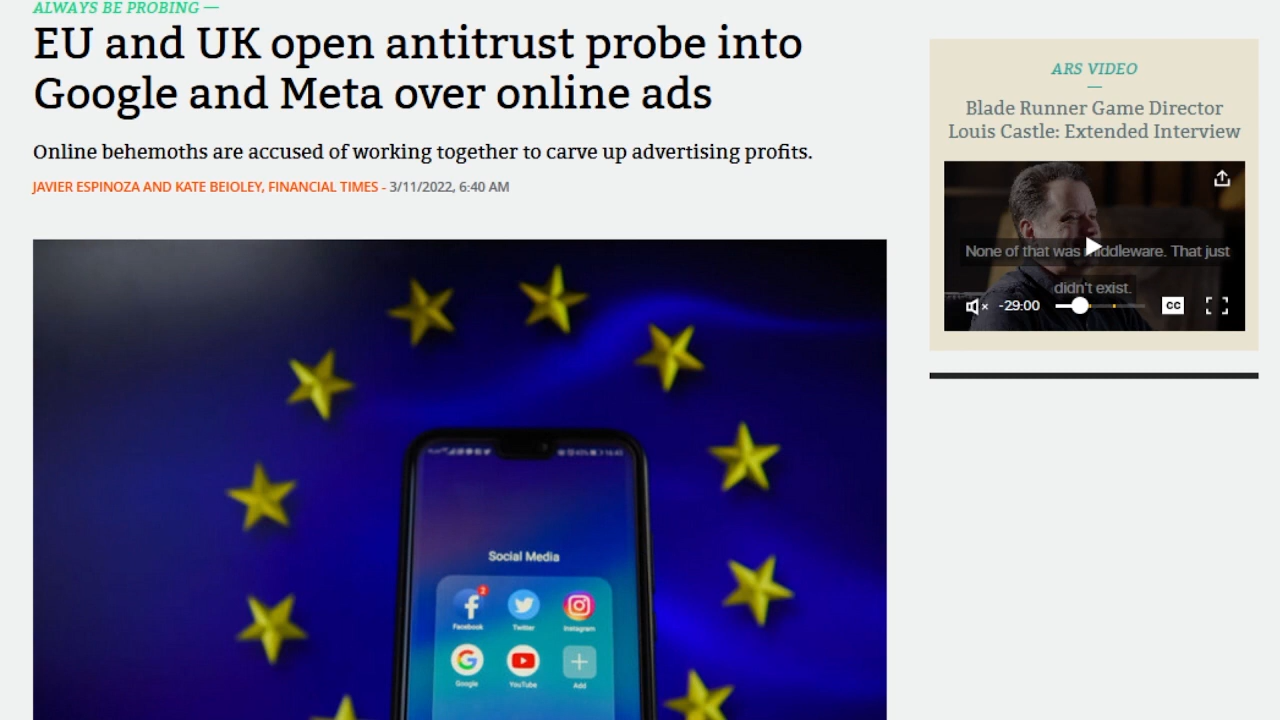 ALWAYS BE PROBING —
EU and UK open antitrust probe into
Google and Meta over online ads
Online behemoths are accused of working together to carve up advertising profits.
JAVIER ESPINOZA AND KATE BEIOLEY, FINANCIAL TIMES - 3/11/2022, 6:40 AM
Social Media
2
Facebook Twitter Instagram
Google YouTube Add
ARS VIDEO
Blade Runner Game Director
Louis Castle: Extended Interview
None of that was middleware. That just
didn't exist.
-29:00 CC